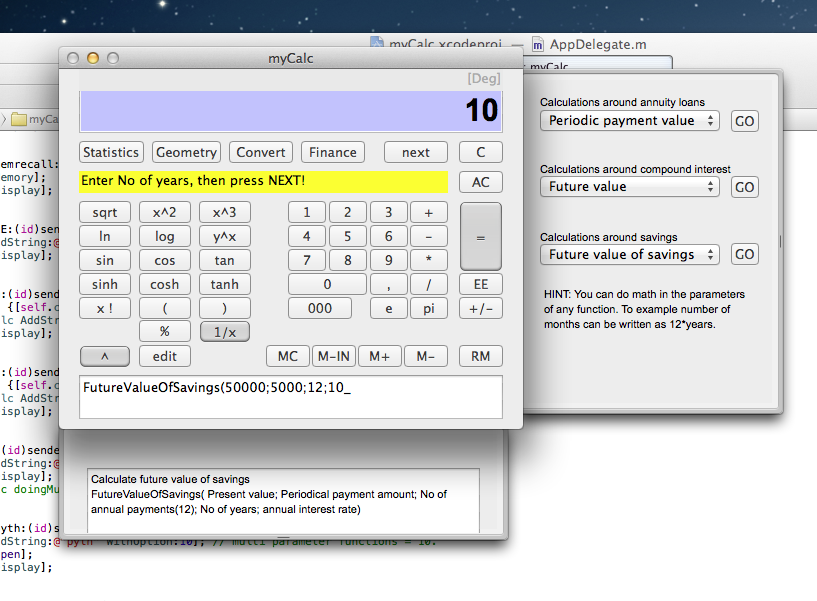 myCalc.xcodeproj — AppDelegate.m
myCalc
myCalc
[Deg]
10
Statistics Geometry Convert Finance next C
Enter No of years, then press NEXT!
AC
sqrt x^2 x^3 1 2 3 + =
ln log y^x 4 5 6 -
sin cos tan 7 8 9 *
sinh cosh tanh 0 , / EE
x ! ( ) 000 e pi +/-
% 1/x
^ edit MC M-IN M+ M- RM
FutureValueOfSavings(50000;5000;12;10_
Calculations around annuity loans
Periodic payment value GO
Calculations around compound interest
Future value GO
Calculations around savings
Future value of savings GO
HINT: You can do math in the parameters
of any function. To example number of
months can be written as 12*years.
Calculate future value of savings
FutureValueOfSavings( Present value; Periodical payment amount; No of
annual payments(12); No of years; annual interest rate)
myCa
emrecall:
emory];
isplay];
E:(id)sen
dString:@
isplay];
:(id)send
{[self.c
lc AddStr
isplay];
:(id)send
{[self.c
lc AddStr
isplay];
(id)sende
dString:@
isplay];
c doingMu
yth:(id)s
dString:@"pyth" WithOption:10]; // multi parameter functions = 10.
pen];
isplay];